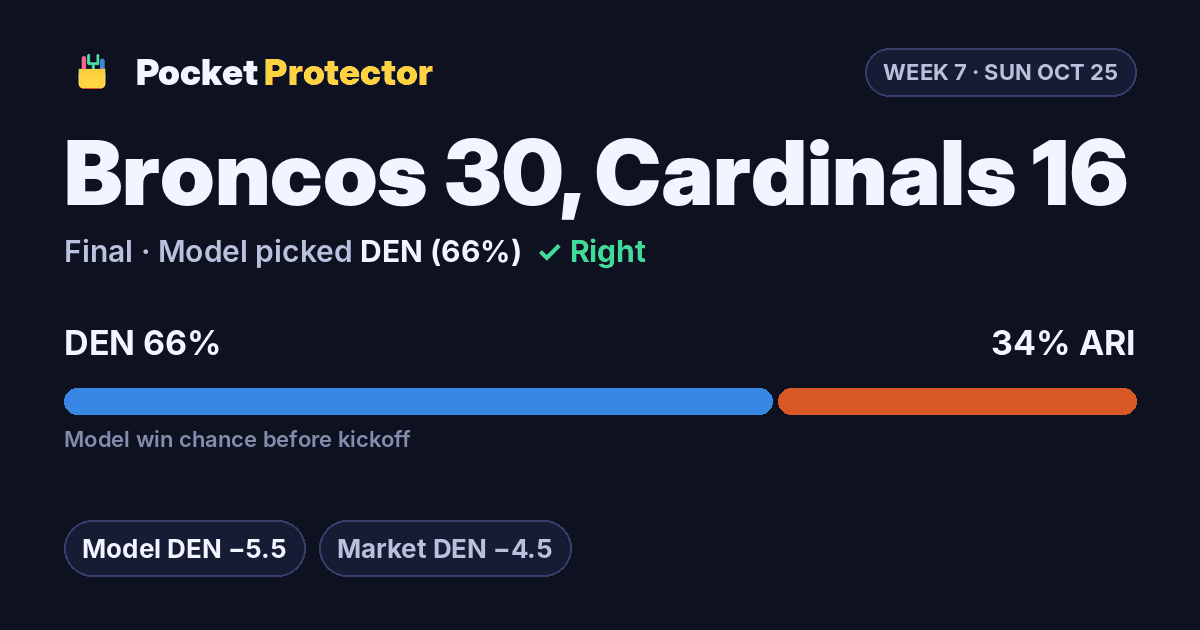 Pocket Protector
WEEK 7 · SUN OCT 25
Broncos 30, Cardinals 16
Final · Model picked DEN (66%) ✓ Right
DEN 66%
34% ARI
Model win chance before kickoff
Model DEN −5.5
Market DEN −4.5